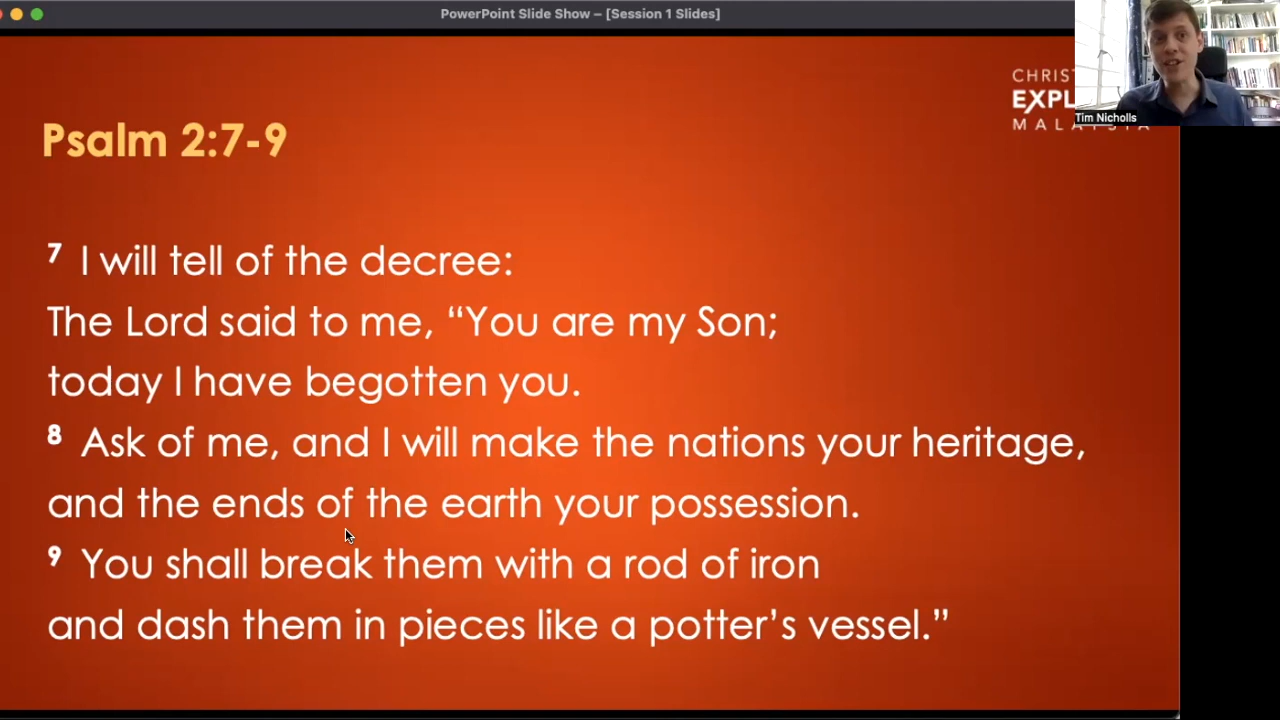 PowerPoint Slide Show – [Session 1 Slides]
CHRIST
EXPL
MALAYSIA
Tim Nicholls
Psalm 2:7-9
7 I will tell of the decree:
The Lord said to me, “You are my Son;
today I have begotten you.
8 Ask of me, and I will make the nations your heritage,
and the ends of the earth your possession.
9 You shall break them with a rod of iron
and dash them in pieces like a potter’s vessel.”